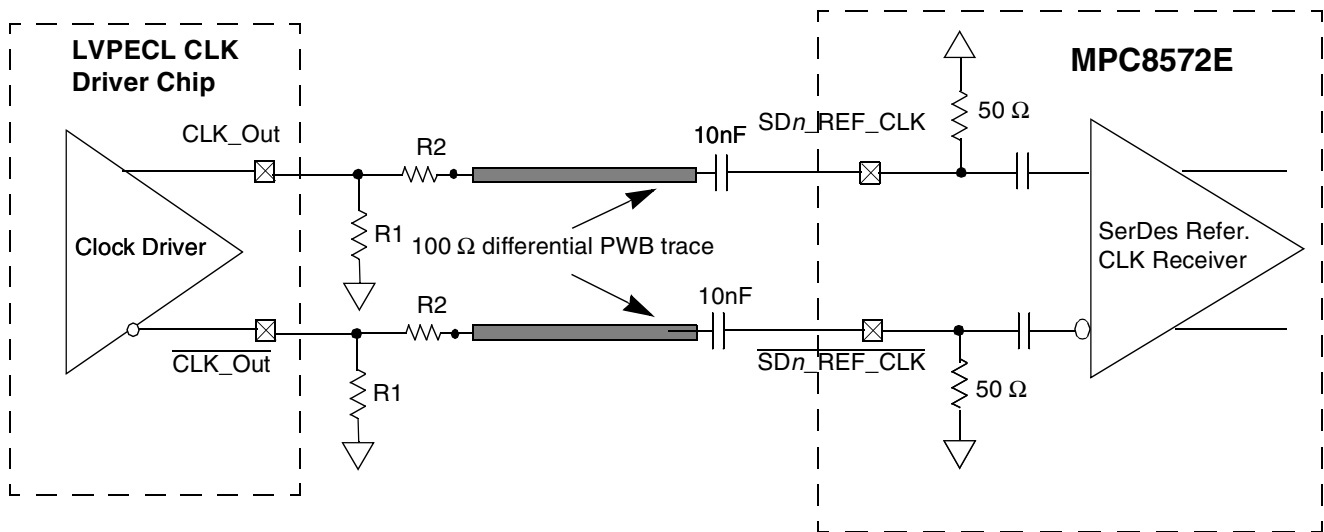 LVPECL CLK
Driver Chip
MPC8572E
CLK_Out
R2
10nF
SDn_REF_CLK
50 Ω
Clock Driver
R1
100 Ω differential PWB trace
SerDes Refer.
CLK Receiver
R2
10nF
CLK_Out
SDn_REF_CLK
R1
50 Ω